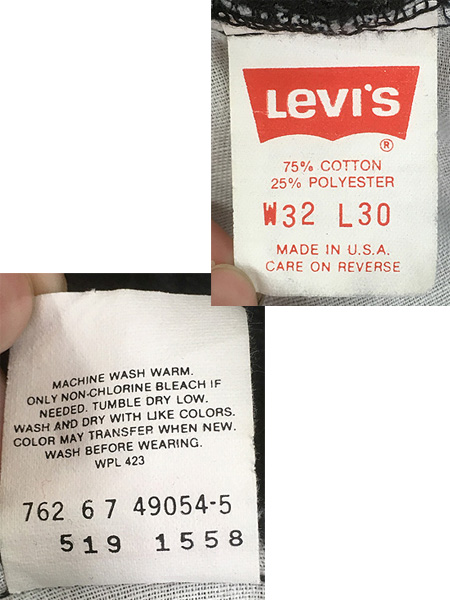 Levi's
®
75% COTTON
25% POLYESTER
W32 L30
MADE IN U.S.A.
CARE ON REVERSE
MACHINE WASH WARM.
ONLY NON-CHLORINE BLEACH IF
NEEDED. TUMBLE DRY LOW.
WASH AND DRY WITH LIKE COLORS.
COLOR MAY TRANSFER WHEN NEW.
WASH BEFORE WEARING.
WPL 423
762 6 7 49054-5
519 1558